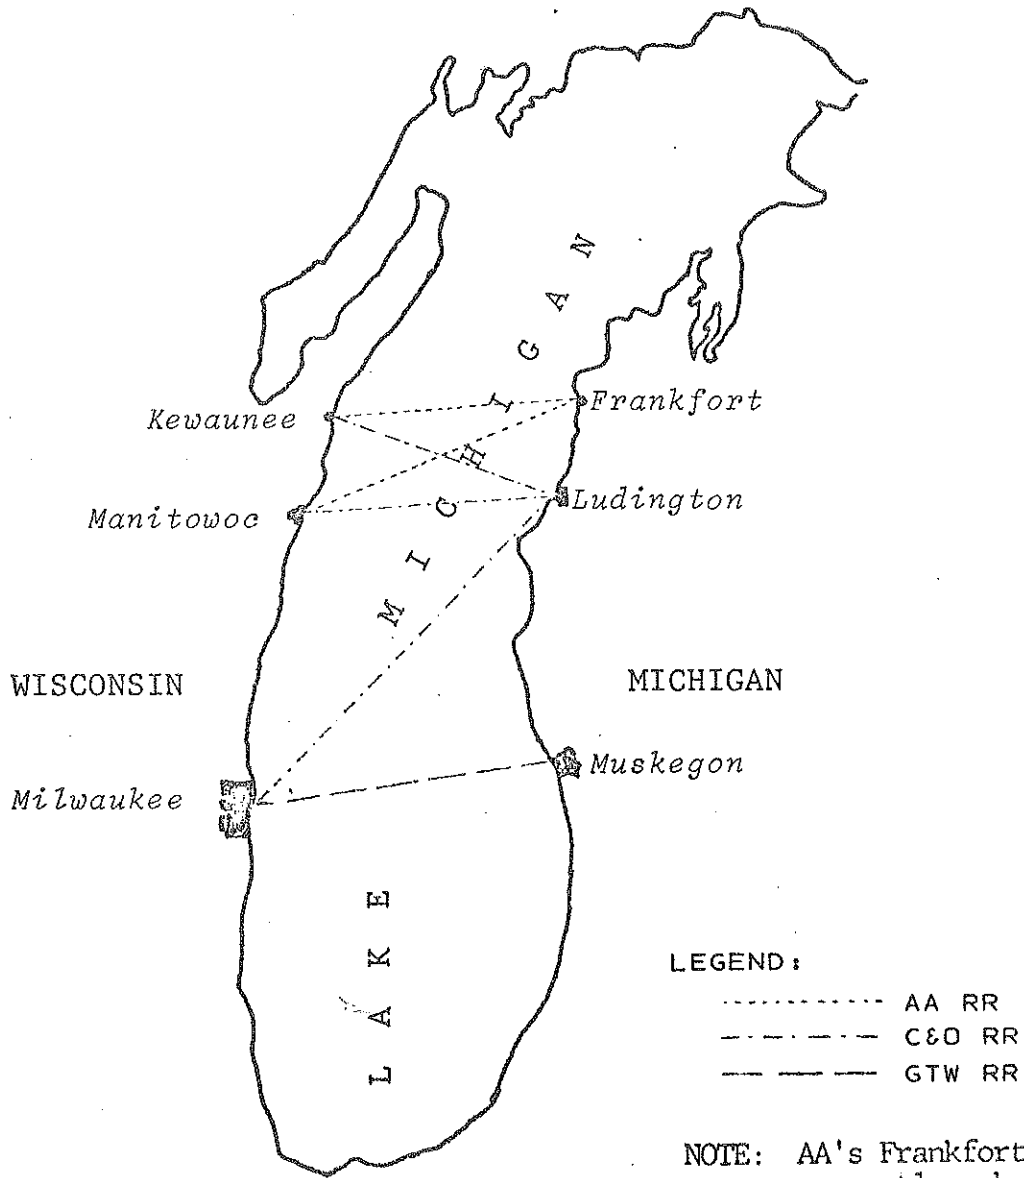 LAKE MICHIGAN
Kewaunee
Frankfort
Manitowoc
Ludington
WISCONSIN
MICHIGAN
Milwaukee
Muskegon
LEGEND:
AA RR
C&O RR
GTW RR
NOTE: AA's Frankfort